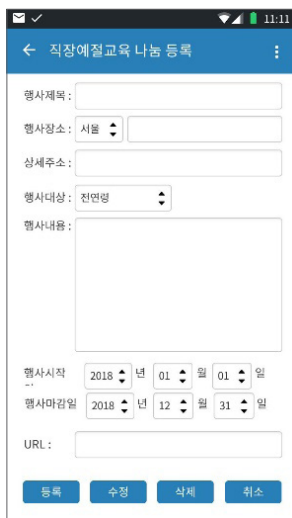 11:11
직장예절교육 나눔 등록
행사제목 :
행사장소 : 서울
상세주소 :
행사대상 : 전연령
행사내용 :
행사시작 2018 년 01 월 01 일
행사마감일 2018 년 12 월 31 일
URL :
등록 수정 삭제 취소